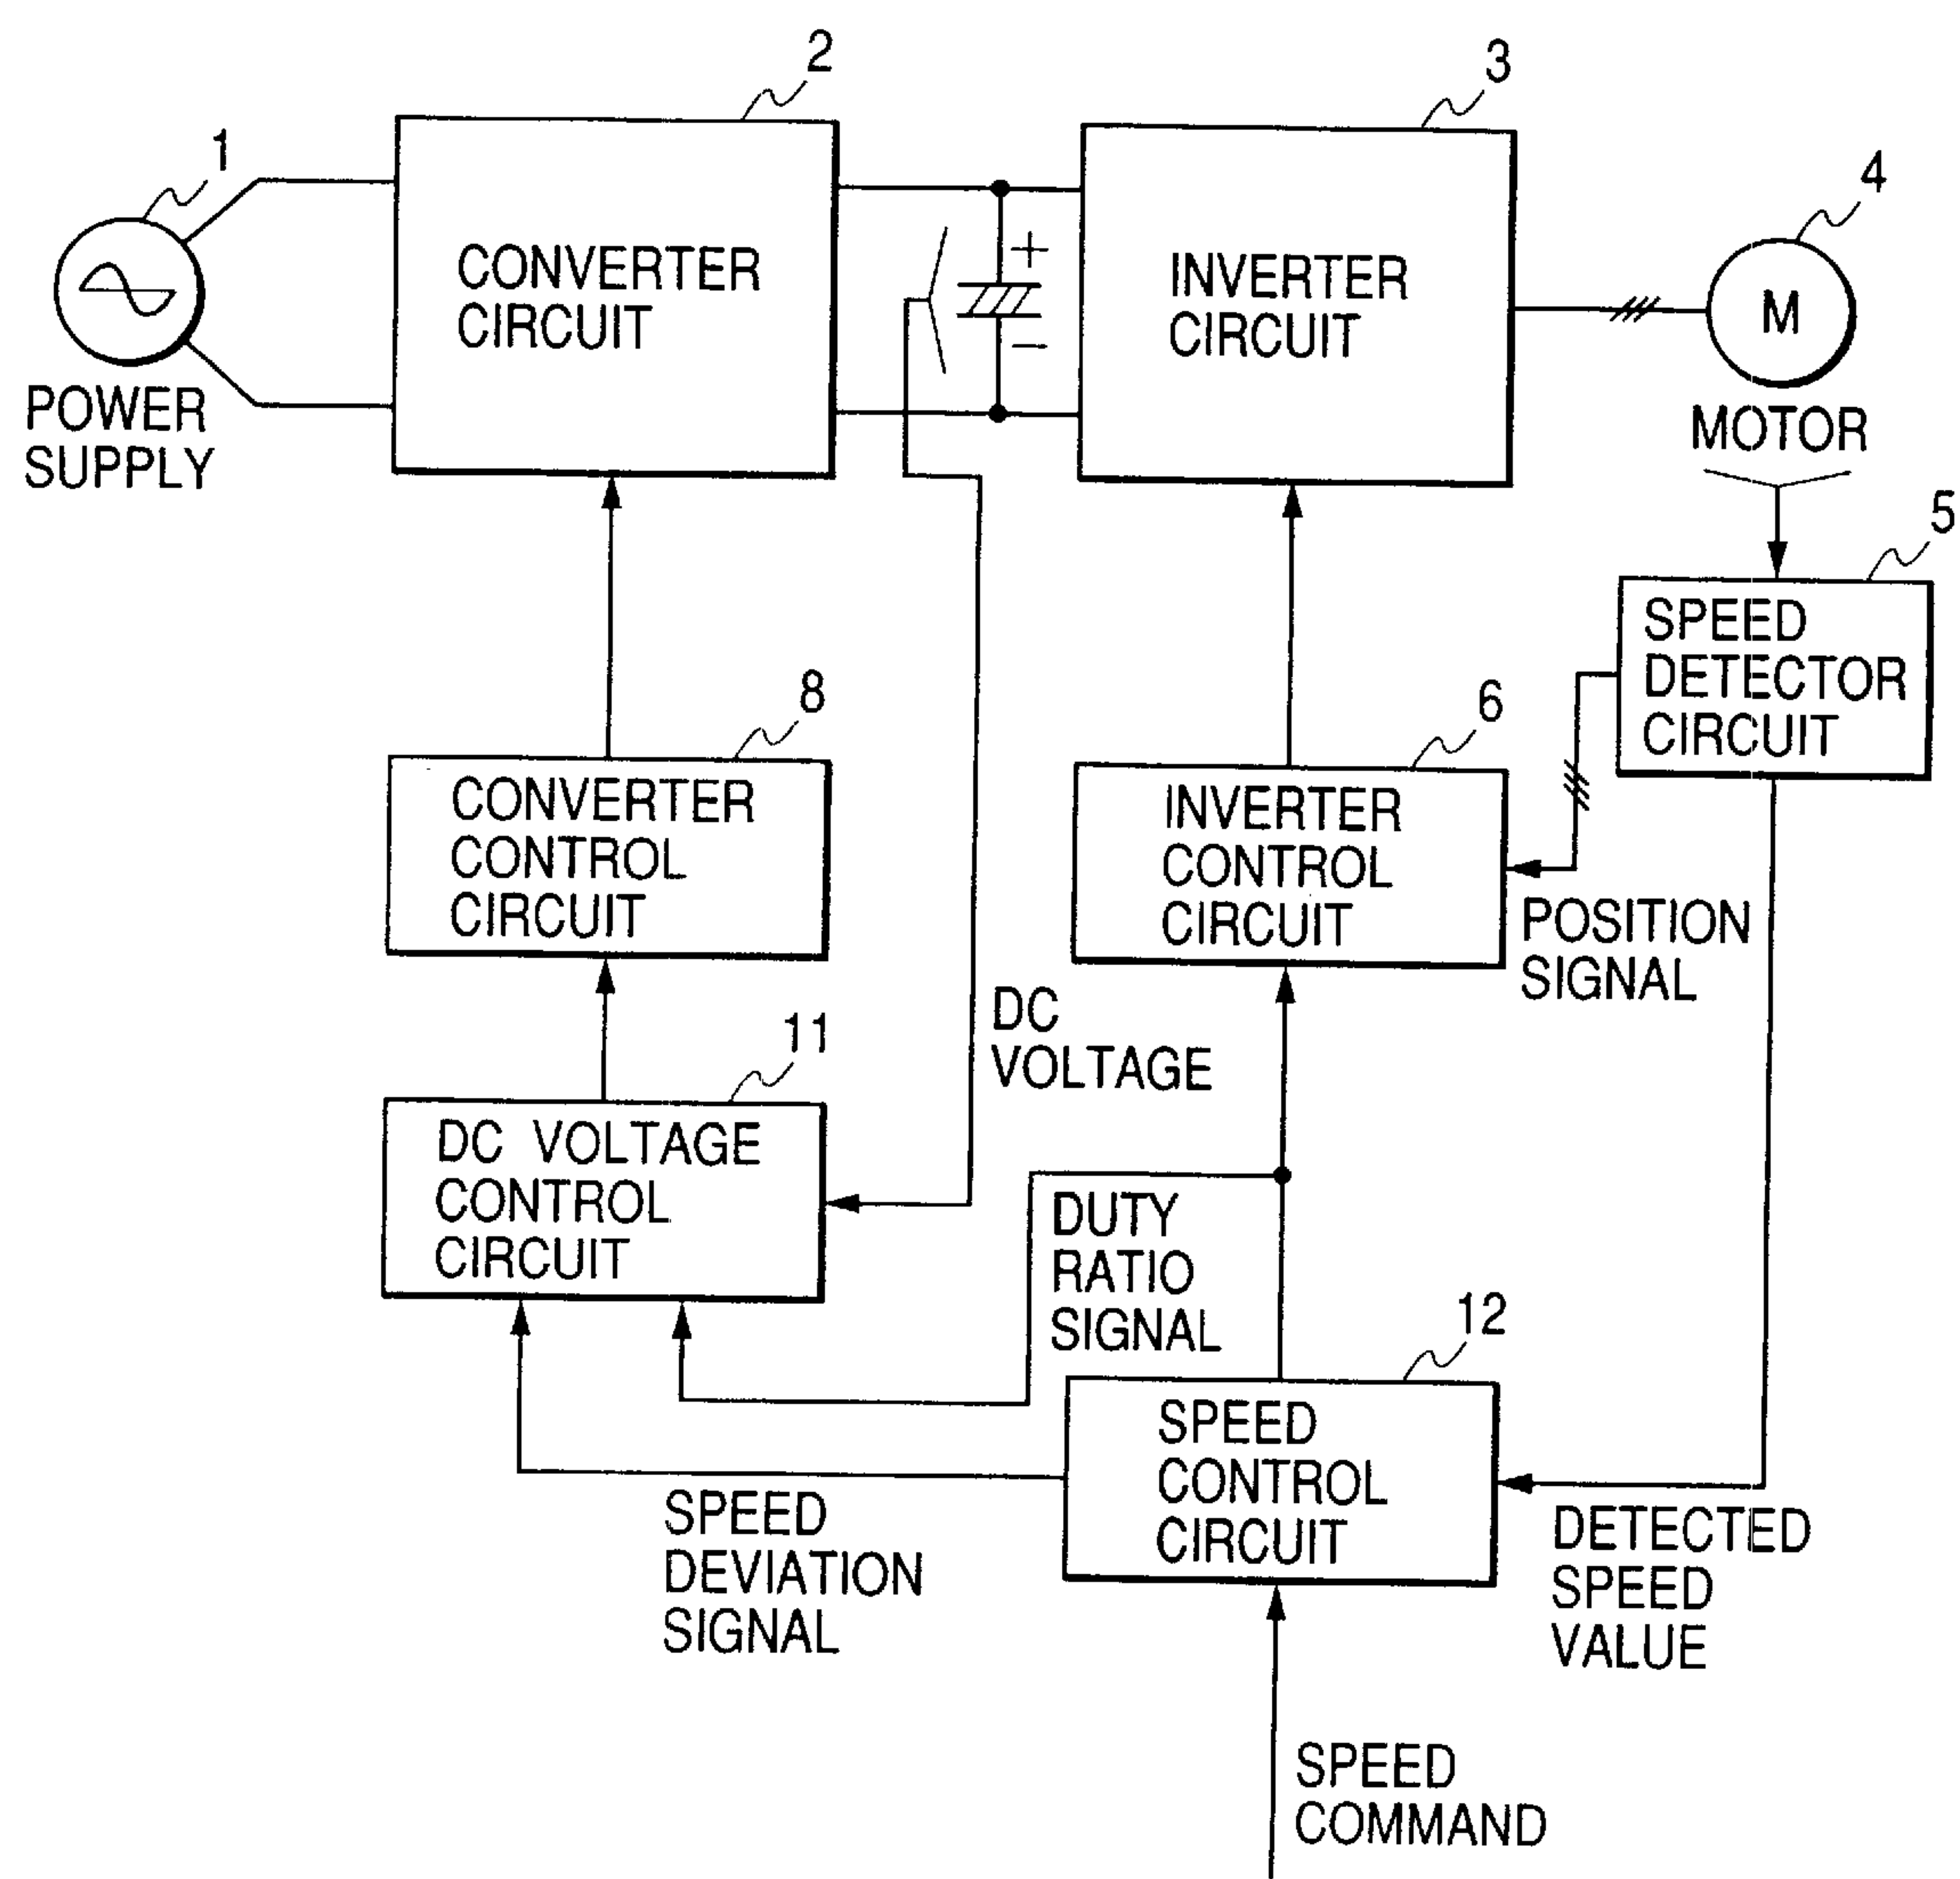 2
3
1
4
CONVERTER
CIRCUIT
+
−
INVERTER
CIRCUIT
M
POWER
SUPPLY
MOTOR
5
SPEED
DETECTOR
CIRCUIT
8
CONVERTER
CONTROL
CIRCUIT
6
INVERTER
CONTROL
CIRCUIT
POSITION
SIGNAL
DC
VOLTAGE
11
DC VOLTAGE
CONTROL
CIRCUIT
DUTY
RATIO
SIGNAL
12
SPEED
CONTROL
CIRCUIT
SPEED
DEVIATION
SIGNAL
DETECTED
SPEED
VALUE
SPEED
COMMAND